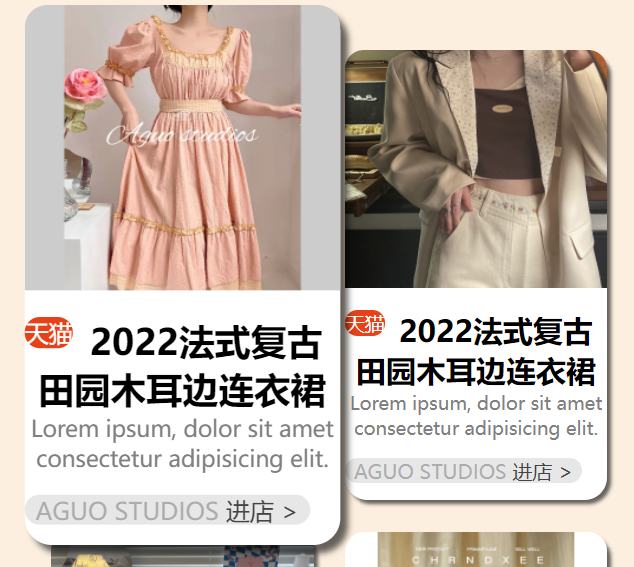 Aguo studios
天猫 2022法式复古
田园木耳边连衣裙
Lorem ipsum, dolor sit amet
consectetur adipisicing elit.
AGUO STUDIOS 进店 >
天猫 2022法式复古
田园木耳边连衣裙
Lorem ipsum, dolor sit amet
consectetur adipisicing elit.
AGUO STUDIOS 进店 >
CHRNDXEE